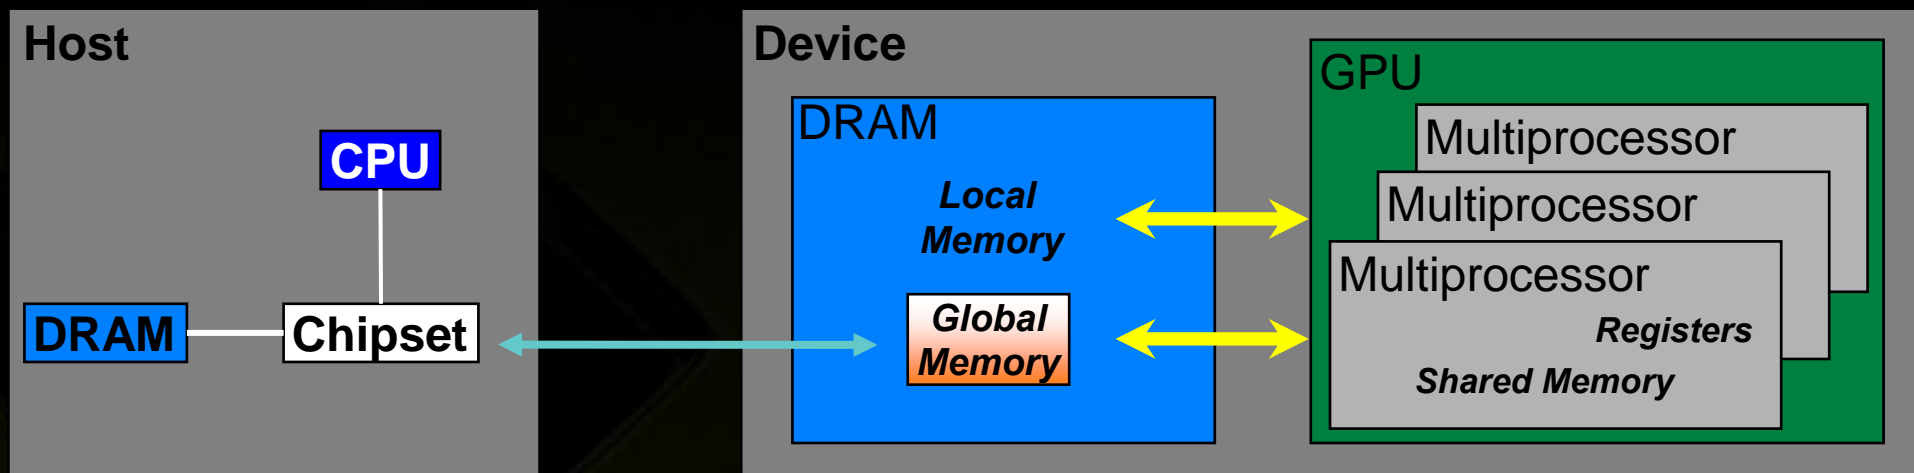 Host
CPU
DRAM
Chipset
Device
DRAM
Local
Memory
Global
Memory
GPU
Multiprocessor
Multiprocessor
Multiprocessor
Registers
Shared Memory